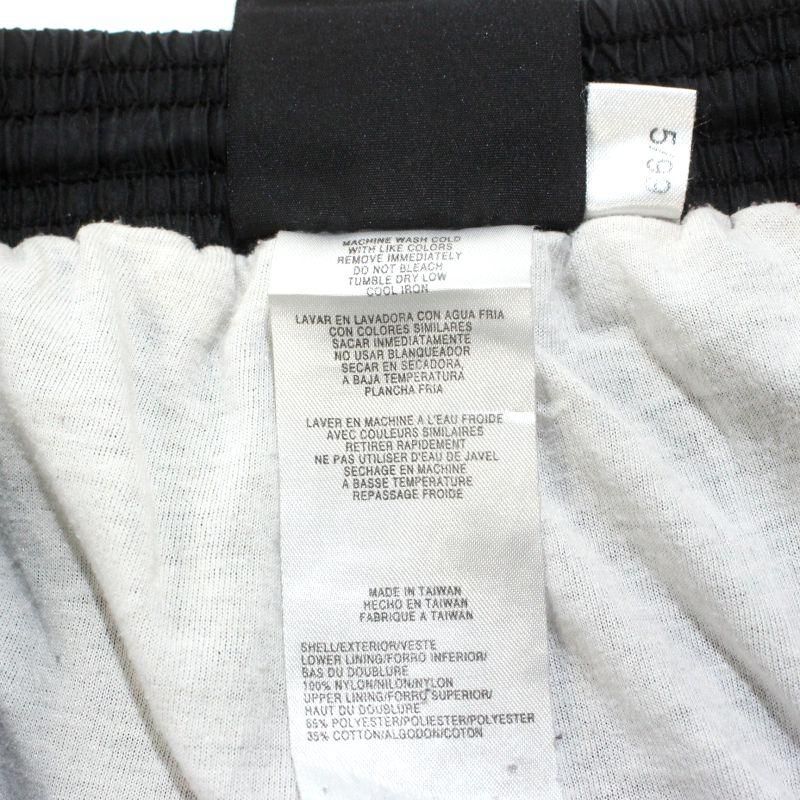 5/99
MACHINE WASH COLD
WITH LIKE COLORS
REMOVE IMMEDIATELY
DO NOT BLEACH
TUMBLE DRY LOW
COOL IRON
LAVAR EN LAVADORA CON AGUA FRIA
CON COLORES SIMILARES
SACAR INMEDIATAMENTE
NO USAR BLANQUEADOR
SECAR EN SECADORA,
A BAJA TEMPERATURA
PLANCHA FRIA
LAVER EN MACHINE A L'EAU FROIDE
AVEC COULEURS SIMILAIRES
RETIRER RAPIDEMENT
NE PAS UTILISER D'EAU DE JAVEL
SECHAGE EN MACHINE
A BASSE TEMPERATURE
REPASSAGE FROIDE
MADE IN TAIWAN
HECHO EN TAIWAN
FABRIQUE A TAIWAN
SHELL/EXTERIOR/VESTE
LOWER LINING/FORRO INFERIOR/
BAS DU DOUBLURE
100% NYLON/NILON/NYLON
UPPER LINING/FORRO SUPERIOR/
HAUT DU DOUBLURE
65% POLYESTER/POLIESTER/POLYESTER
35% COTTON/ALGODON/COTON